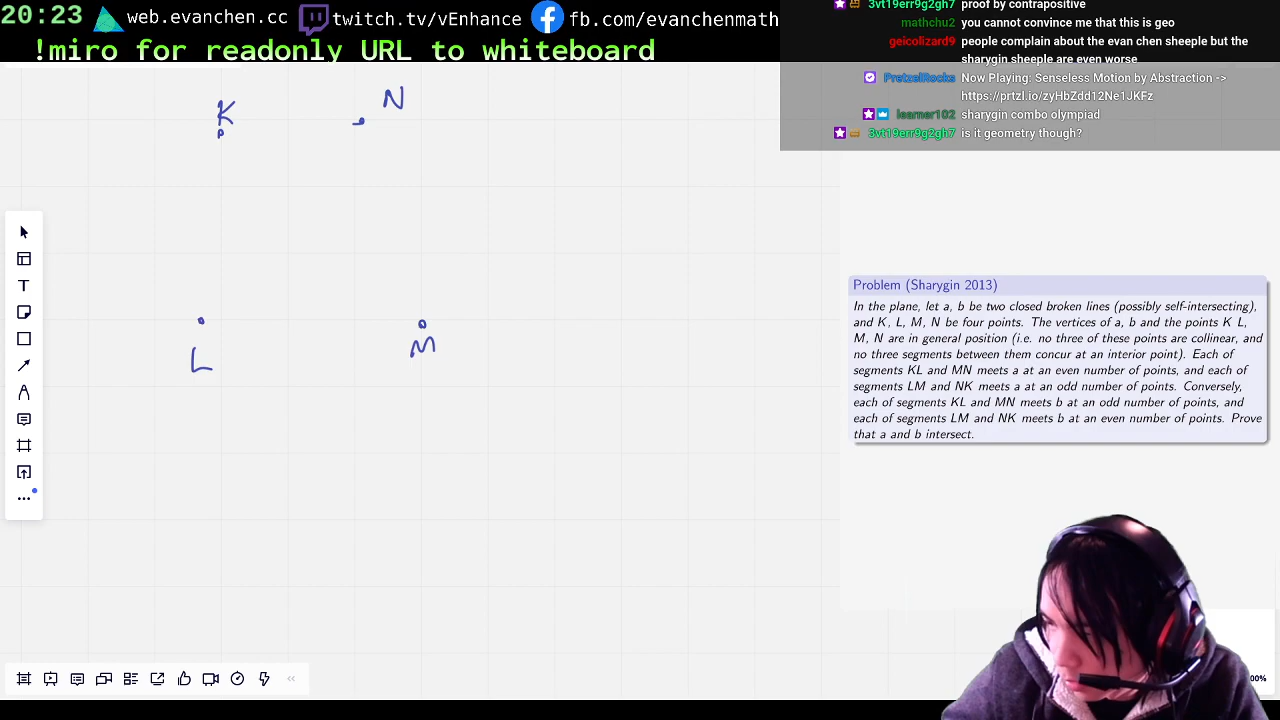 20:23 web.evanchen.cc twitch.tv/vEnhance fb.com/evanchenmath
!miro for readonly URL to whiteboard
3vt19err9g2gh7 proof by contrapositive
mathchu2 you cannot convince me that this is geo
geicolizard9 people complain about the evan chen sheeple but the
sharygin sheeple are even worse
PretzelRocks Now Playing: Senseless Motion by Abstraction ->
https://prtzl.io/zyHbZdd12Ne1JKFz
learner102 sharygin combo olympiad
3vt19err9g2gh7 is it geometry though?
K
N
L
M
T
Problem (Sharygin 2013)
In the plane, let a, b be two closed broken lines (possibly self-intersecting),
and K, L, M, N be four points. The vertices of a, b and the points K L,
M, N are in general position (i.e. no three of these points are collinear, and
no three segments between them concur at an interior point). Each of
segments KL and MN meets a at an even number of points, and each of
segments LM and NK meets a at an odd number of points. Conversely,
each of segments KL and MN meets b at an odd number of points, and
each of segments LM and NK meets b at an even number of points. Prove
that a and b intersect.
00%